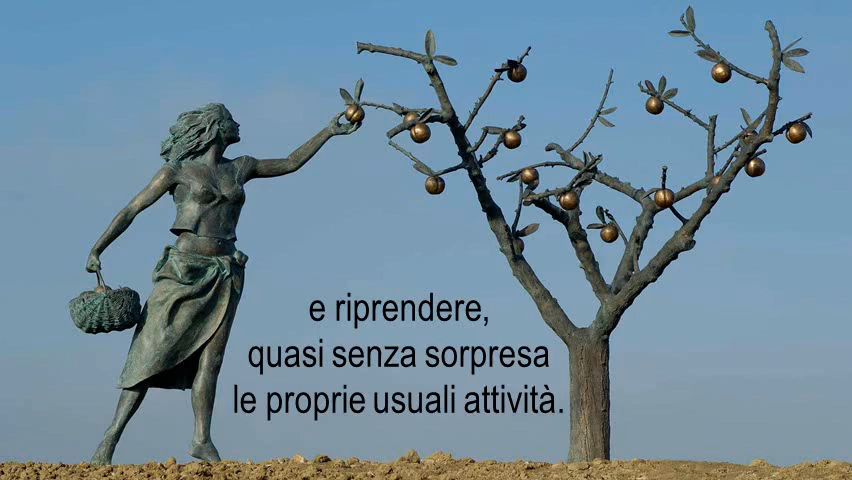 e riprendere,
quasi senza sorpresa
le proprie usuali attività.